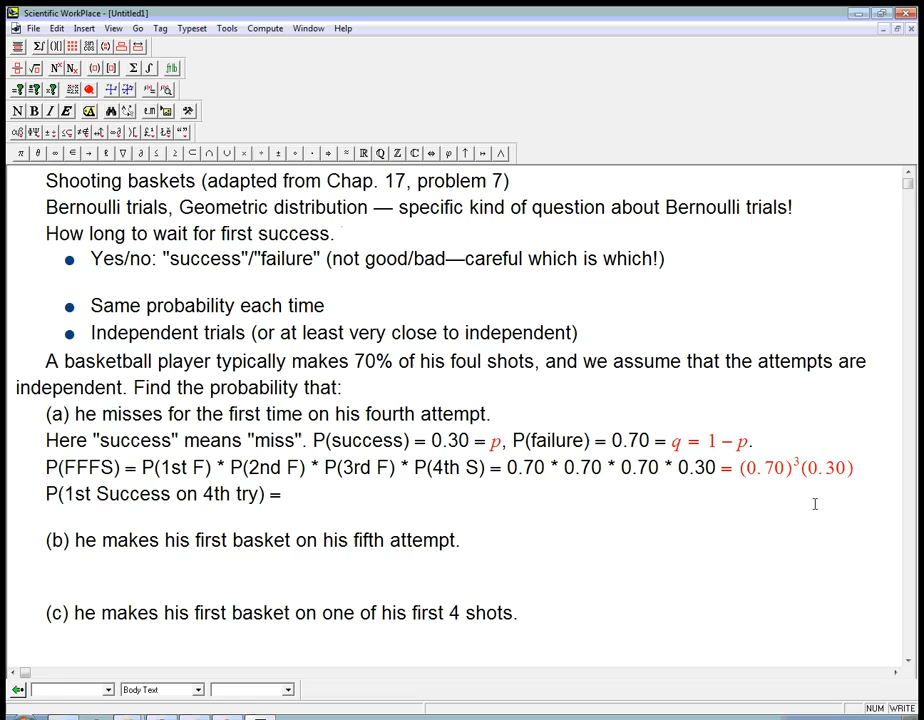 Scientific WorkPlace - [Untitled1]
File Edit Insert View Go Tag Typeset Tools Compute Window Help
Shooting baskets (adapted from Chap. 17, problem 7)
Bernoulli trials, Geometric distribution — specific kind of question about Bernoulli trials!
How long to wait for first success.
● Yes/no: "success"/"failure" (not good/bad—careful which is which!)
● Same probability each time
● Independent trials (or at least very close to independent)
A basketball player typically makes 70% of his foul shots, and we assume that the attempts are
independent. Find the probability that:
(a) he misses for the first time on his fourth attempt.
Here "success" means "miss". P(success) = 0.30 = p, P(failure) = 0.70 = q = 1 − p.
P(FFFS) = P(1st F) * P(2nd F) * P(3rd F) * P(4th S) = 0.70 * 0.70 * 0.70 * 0.30 = (0.70)³(0.30)
P(1st Success on 4th try) =
(b) he makes his first basket on his fifth attempt.
(c) he makes his first basket on one of his first 4 shots.
Body Text
NUM WRITE